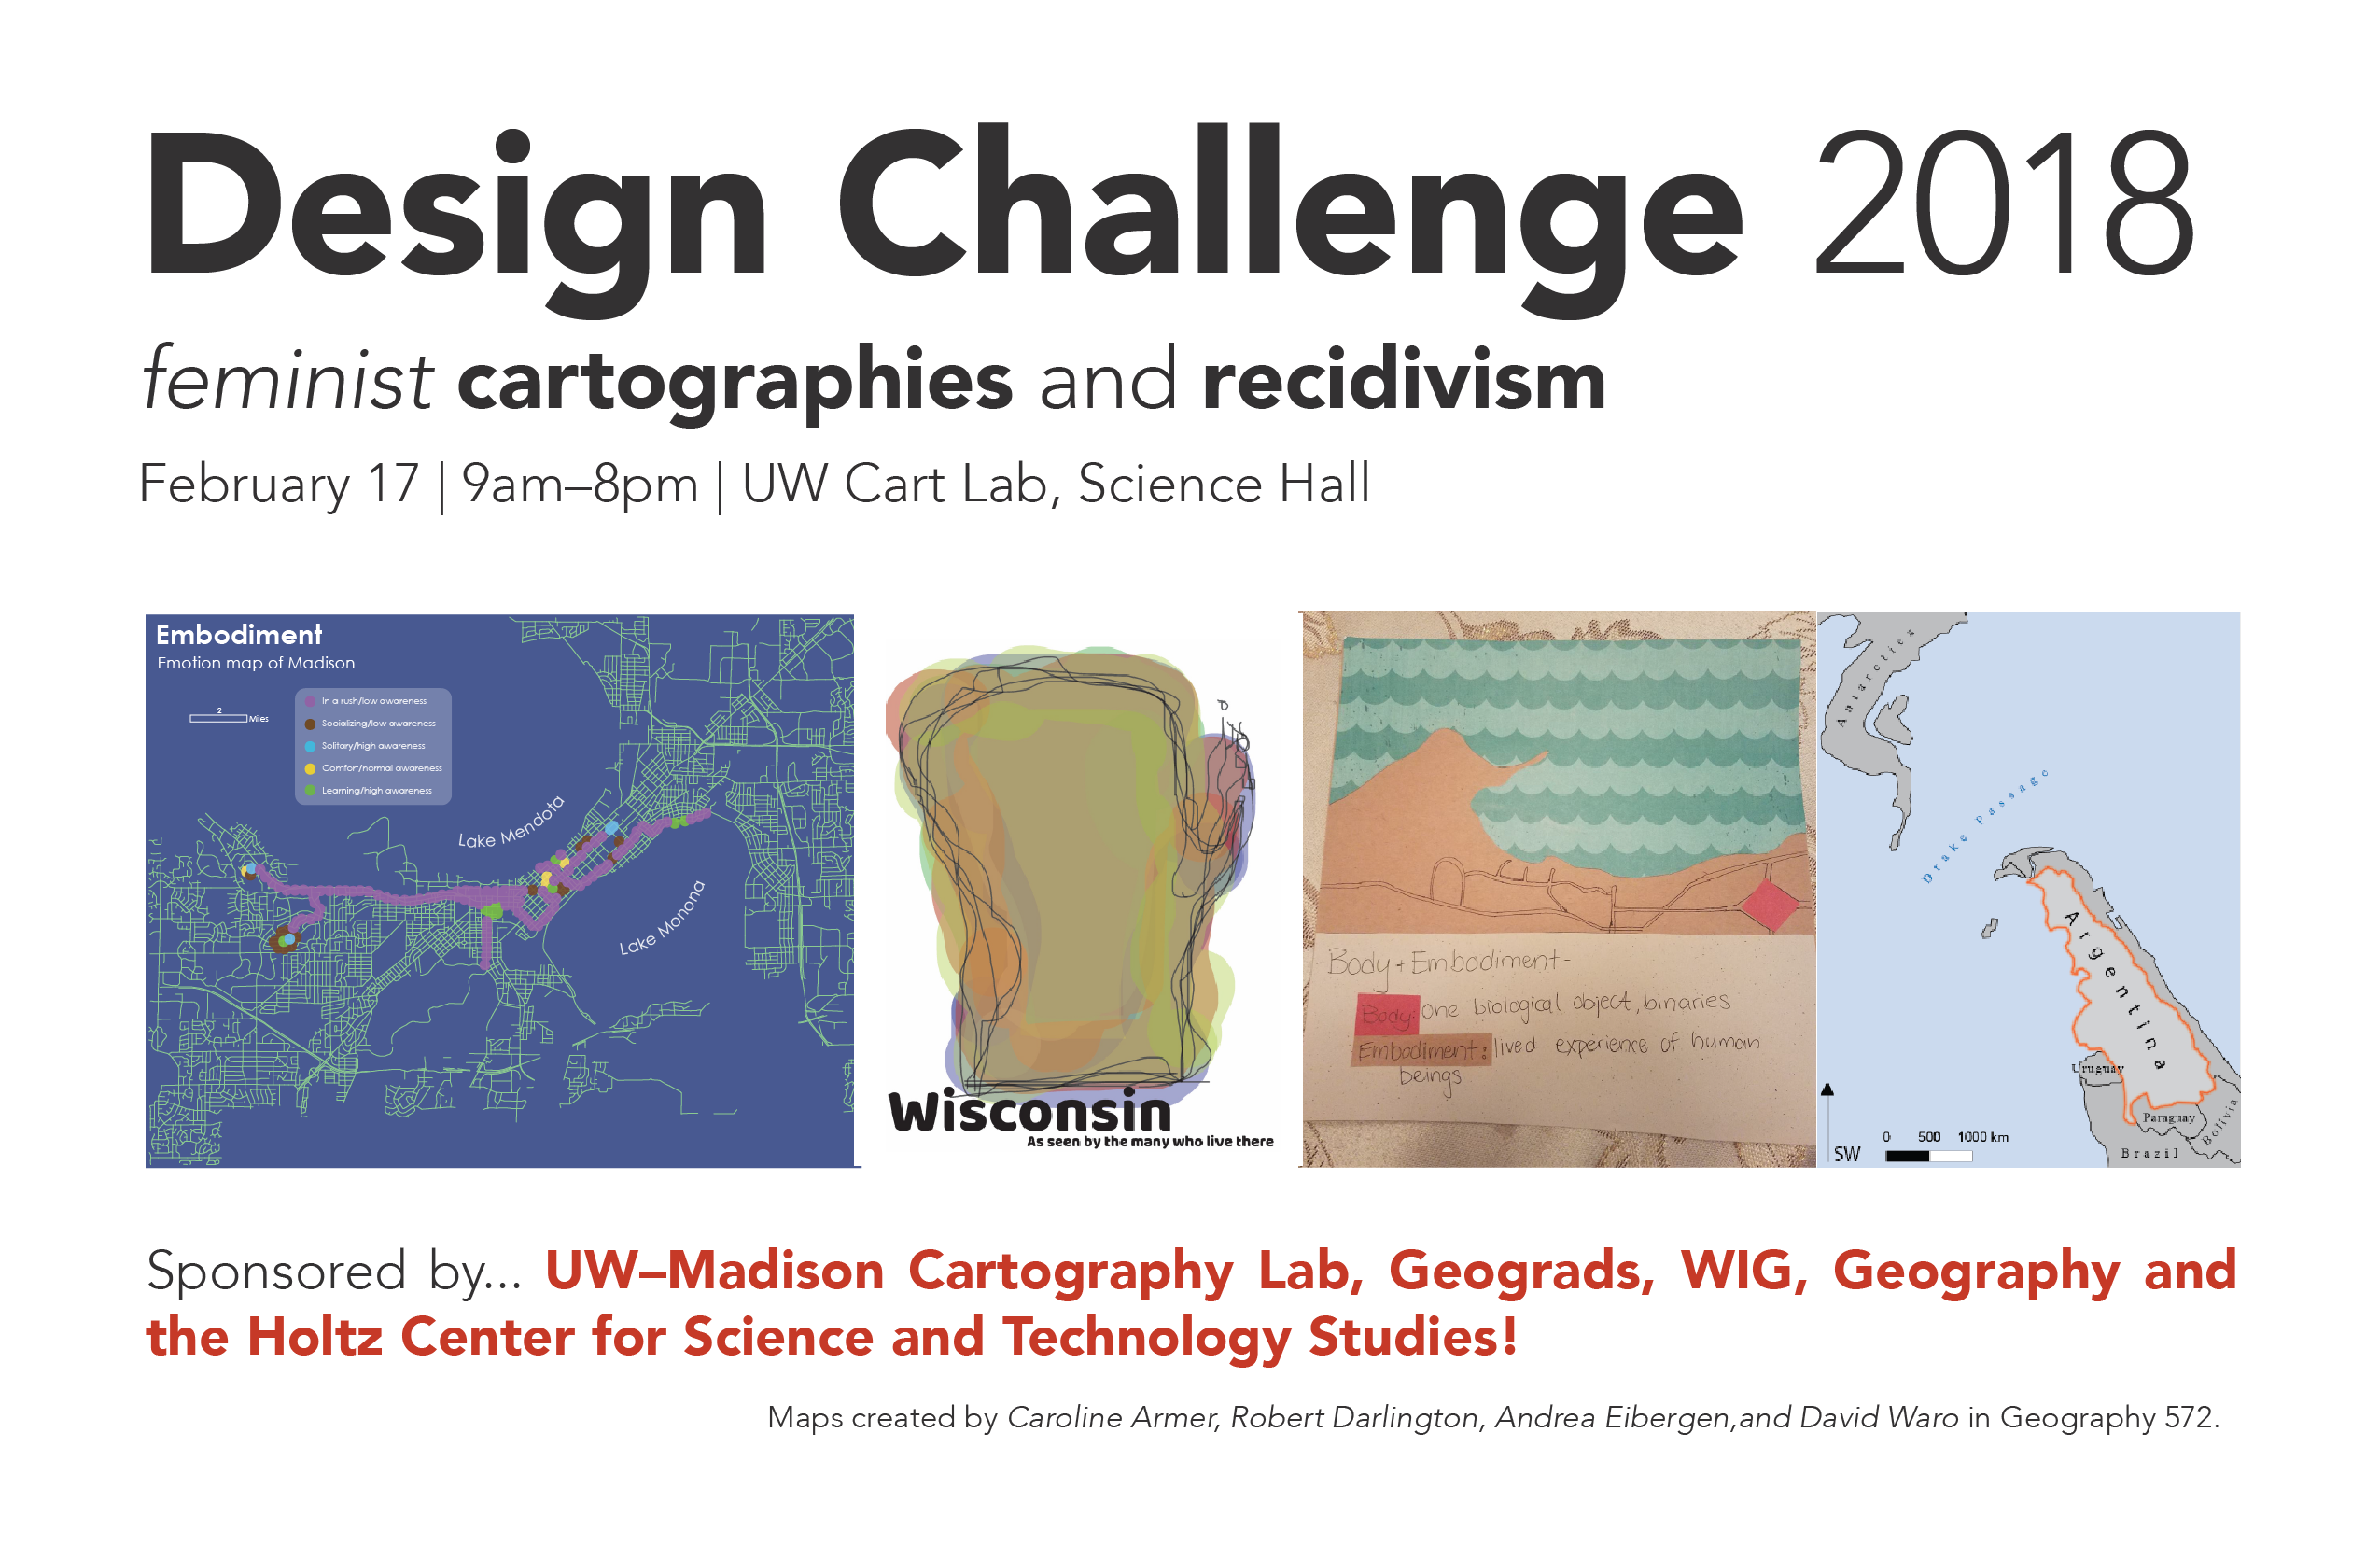 Design Challenge 2018
feminist cartographies and recidivism
February 17 | 9am–8pm | UW Cart Lab, Science Hall
Embodiment
Emotion map of Madison
2
Miles
In a rush/low awareness
Socializing/low awareness
Solitary/high awareness
Comfort/normal awareness
Learning/high awareness
Lake Mendota
Lake Monona
Wisconsin
As seen by the many who live there
-Body + Embodiment-
Body: One biological object, binaries
Embodiment: lived experience of human
beings
Antarctica
Drake Passage
Argentina
Uruguay
Paraguay
Bolivia
Brazil
0 500 1000 km
SW
Sponsored by... UW–Madison Cartography Lab, Geograds, WIG, Geography and
the Holtz Center for Science and Technology Studies!
Maps created by Caroline Armer, Robert Darlington, Andrea Eibergen,and David Waro in Geography 572.